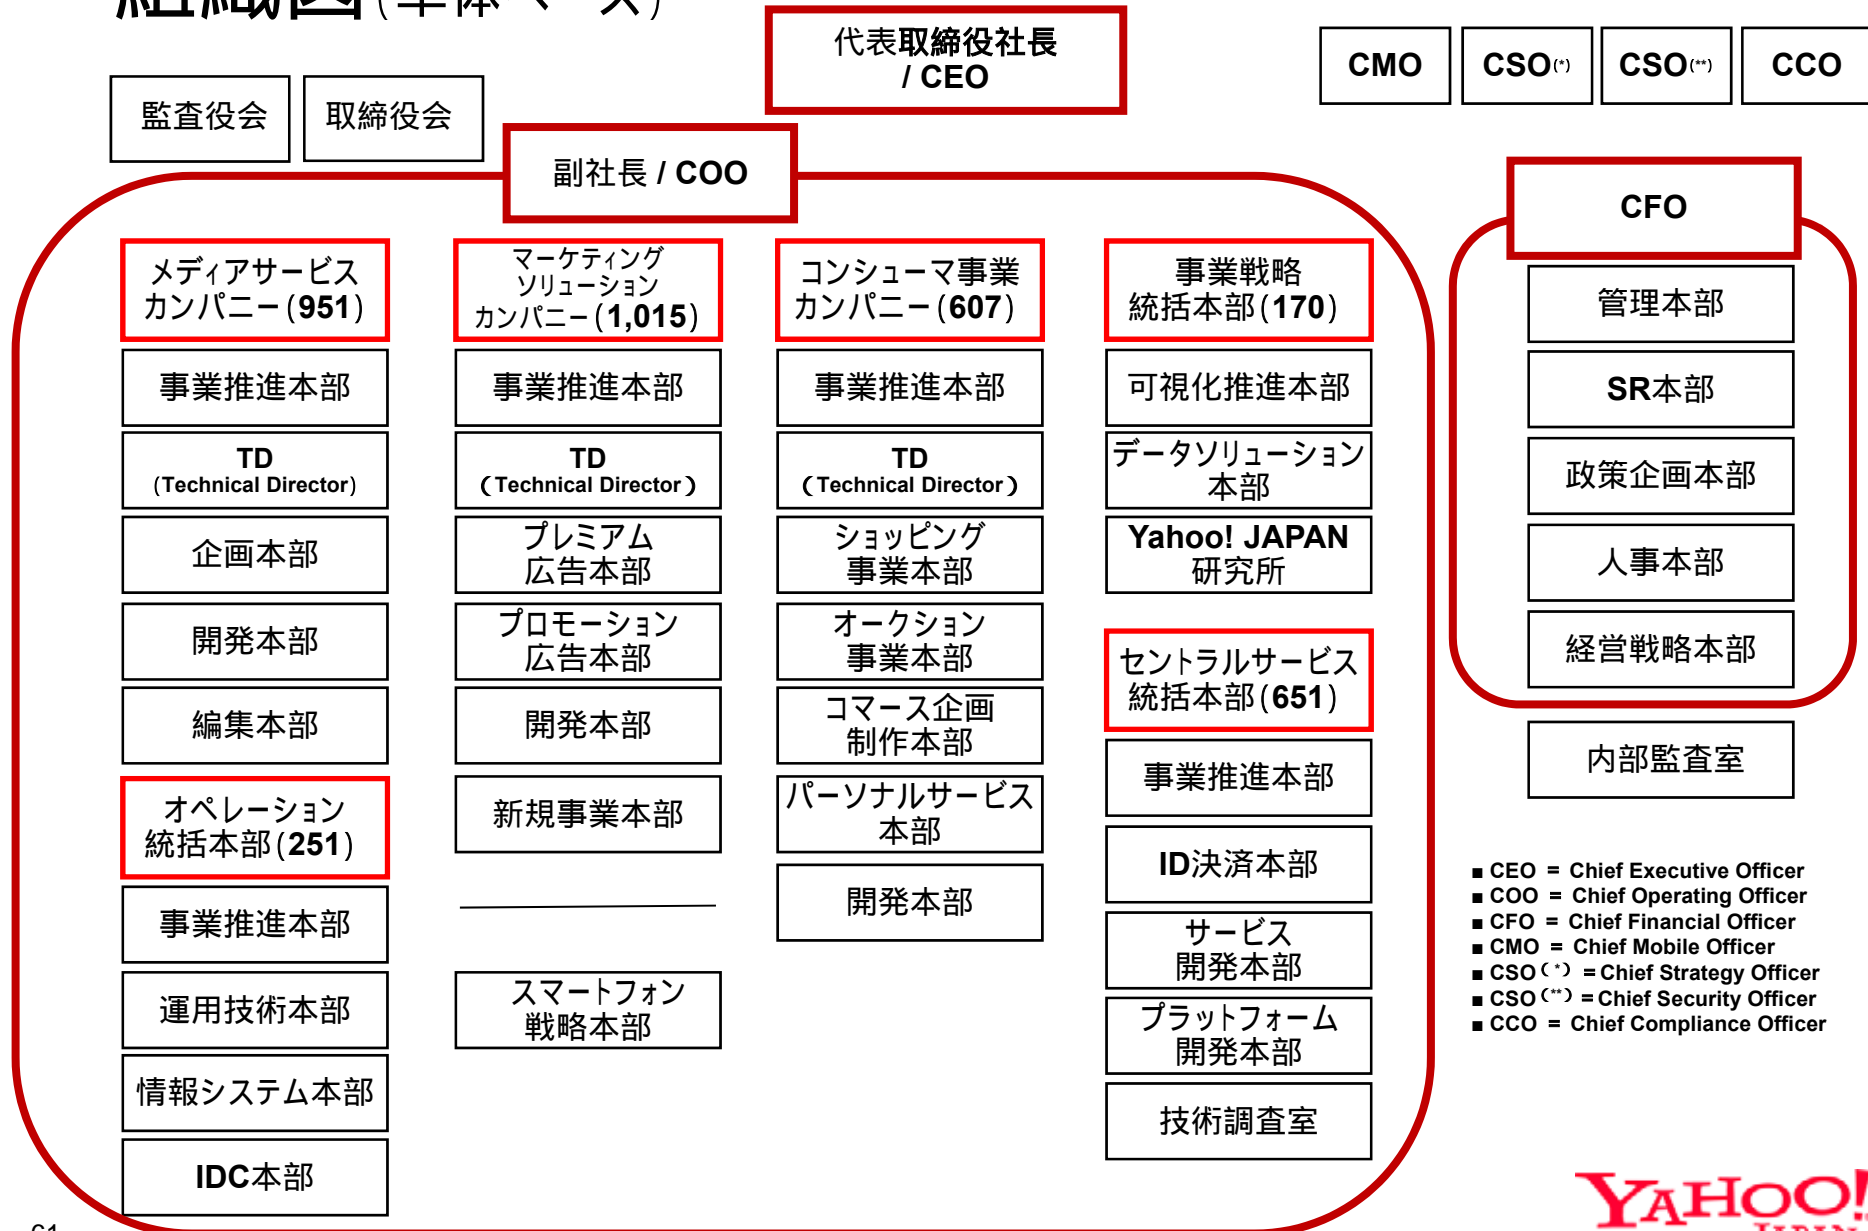 組織図(単体ベース)
代表取締役社長
/ CEO
CMO
CSO(*)
CSO(**)
CCO
監査役会
取締役会
副社長 / COO
CFO
メディアサービス
カンパニー(951)
事業推進本部
TD
(Technical Director)
企画本部
開発本部
編集本部
オペレーション
統括本部(251)
事業推進本部
運用技術本部
情報システム本部
IDC本部
マーケティング
ソリューション
カンパニー(1,015)
事業推進本部
TD
(Technical Director)
プレミアム
広告本部
プロモーション
広告本部
開発本部
新規事業本部
スマートフォン
戦略本部
コンシューマ事業
カンパニー(607)
事業推進本部
TD
(Technical Director)
ショッピング
事業本部
オークション
事業本部
コマース企画
制作本部
パーソナルサービス
本部
開発本部
事業戦略
統括本部(170)
可視化推進本部
データソリューション
本部
Yahoo! JAPAN
研究所
セントラルサービス
統括本部(651)
事業推進本部
ID決済本部
サービス
開発本部
プラットフォーム
開発本部
技術調査室
管理本部
SR本部
政策企画本部
人事本部
経営戦略本部
内部監査室
■ CEO = Chief Executive Officer
■ COO = Chief Operating Officer
■ CFO = Chief Financial Officer
■ CMO = Chief Mobile Officer
■ CSO(*) =Chief Strategy Officer
■ CSO(**) =Chief Security Officer
■ CCO = Chief Compliance Officer
61
YAHOO!
JAPAN